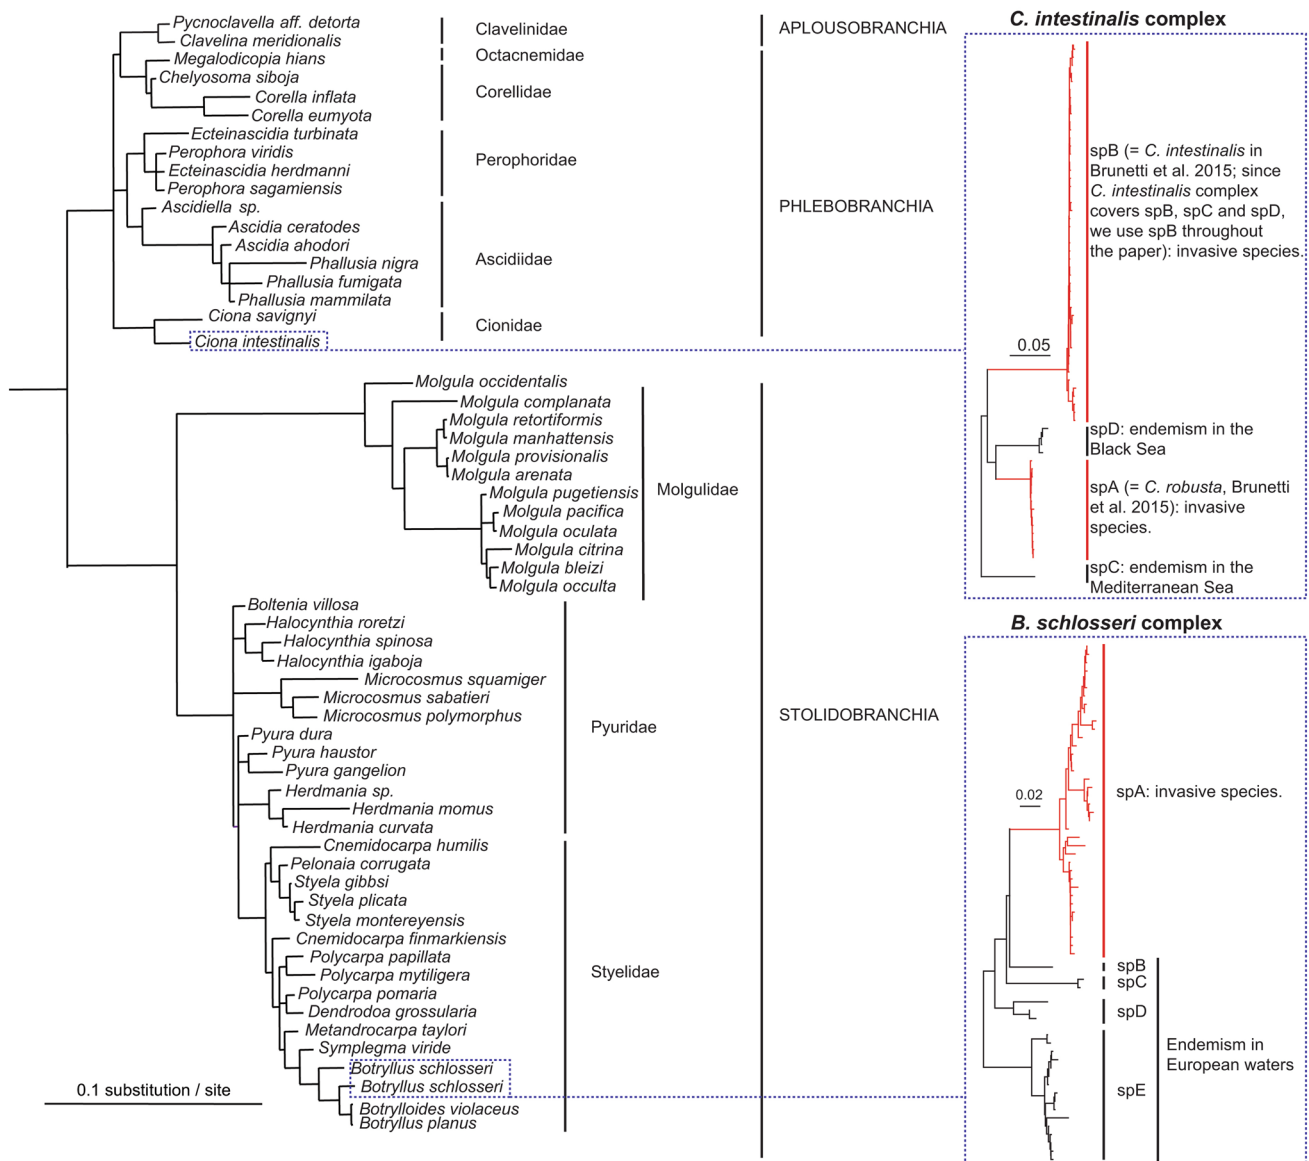 Pycnoclavella aff. detorta
Clavelina meridionalis
Megalodicopia hians
Chelyosoma siboja
Corella inflata
Corella eumyota
Ecteinascidia turbinata
Perophora viridis
Ecteinascidia herdmanni
Perophora sagamiensis
Ascidiella sp.
Ascidia ceratodes
Ascidia ahodori
Phallusia nigra
Phallusia fumigata
Phallusia mammilata
Ciona savignyi
Ciona intestinalis
Clavelinidae
Octacnemidae
Corellidae
Perophoridae
Ascidiidae
Cionidae
APLOUSOBRANCHIA
PHLEBOBRANCHIA
Molgula occidentalis
Molgula complanata
Molgula retortiformis
Molgula manhattensis
Molgula provisionalis
Molgula arenata
Molgula pugetiensis
Molgula pacifica
Molgula oculata
Molgula citrina
Molgula bleizi
Molgula occulta
Boltenia villosa
Halocynthia roretzi
Halocynthia spinosa
Halocynthia igaboja
Microcosmus squamiger
Microcosmus sabatieri
Microcosmus polymorphus
Pyura dura
Pyura haustor
Pyura gangelion
Herdmania sp.
Herdmania momus
Herdmania curvata
Cnemidocarpa humilis
Pelonaia corrugata
Styela gibbsi
Styela plicata
Styela montereyensis
Cnemidocarpa finmarkiensis
Polycarpa papillata
Polycarpa mytiligera
Polycarpa pomaria
Dendrodoa grossularia
Metandrocarpa taylori
Symplegma viride
Botryllus schlosseri
Botryllus schlosseri
Botrylloides violaceus
Botryllus planus
Molgulidae
Pyuridae
Styelidae
STOLIDOBRANCHIA
0.1 substitution / site
C. intestinalis complex
spB (= C. intestinalis in
Brunetti et al. 2015; since
C. intestinalis complex
covers spB, spC and spD,
we use spB throughout
the paper): invasive species.
0.05
spD: endemism in the
Black Sea
spA (= C. robusta, Brunetti
et al. 2015): invasive
species.
spC: endemism in the
Mediterranean Sea
B. schlosseri complex
0.02
spA: invasive species.
spB
spC
spD
spE
Endemism in
European waters